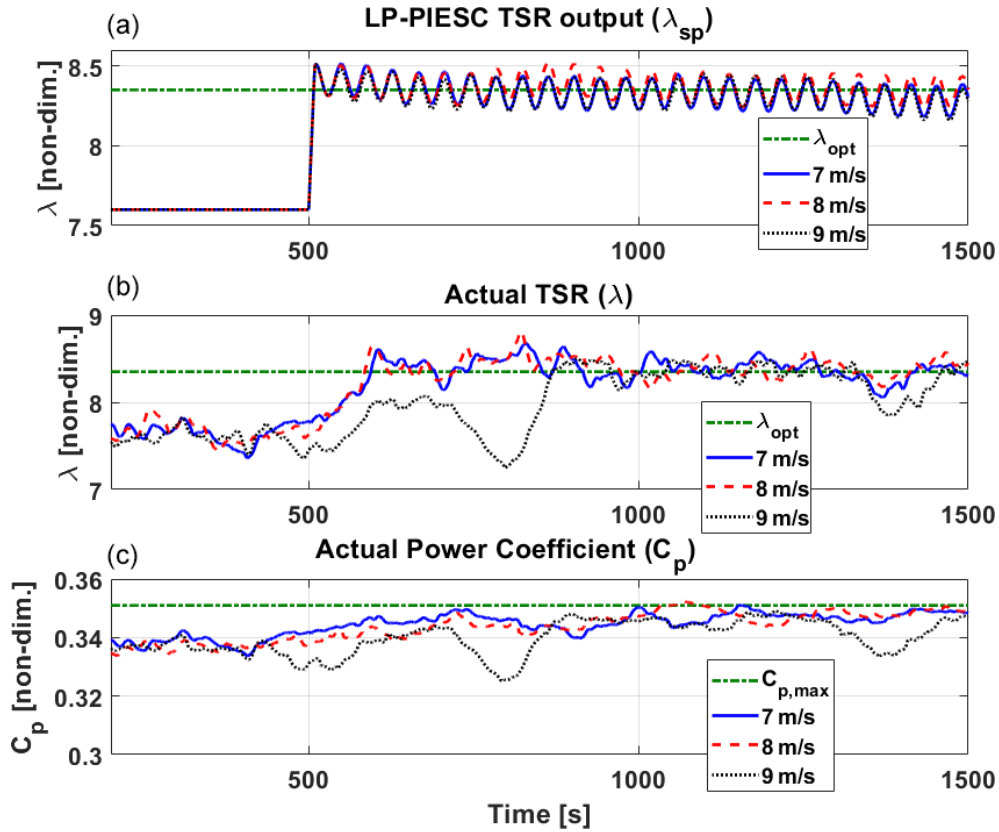 (a)
LP-PIESC TSR output (λsp)
λ [non-dim.]
8.5
8
7.5
500
1000
1500
λopt
7 m/s
8 m/s
9 m/s
(b)
Actual TSR (λ)
λ [non-dim.]
9
8
7
500
1000
1500
λopt
7 m/s
8 m/s
9 m/s
(c)
Actual Power Coefficient (Cp)
Cp [non-dim.]
0.36
0.34
0.32
0.3
500
1000
1500
Cp,max
7 m/s
8 m/s
9 m/s
Time [s]